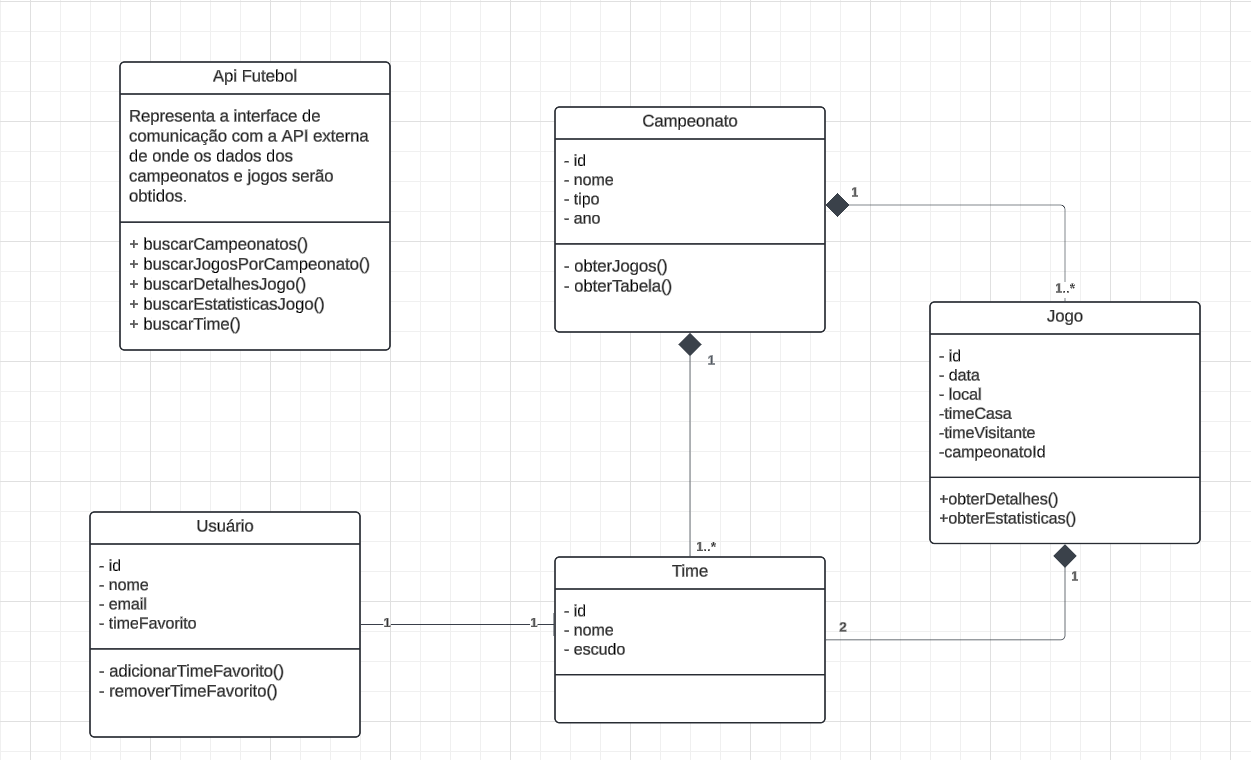 Api Futebol
Representa a interface de
comunicação com a API externa
de onde os dados dos
campeonatos e jogos serão
obtidos.
+ buscarCampeonatos()
+ buscarJogosPorCampeonato()
+ buscarDetalhesJogo()
+ buscarEstatisticasJogo()
+ buscarTime()
Campeonato
- id
- nome
- tipo
- ano
- obterJogos()
- obterTabela()
1
1..*
1
1..*
Jogo
- id
- data
- local
-timeCasa
-timeVisitante
-campeonatoId
+obterDetalhes()
+obterEstatisticas()
1
2
Usuário
- id
- nome
- email
- timeFavorito
- adicionarTimeFavorito()
- removerTimeFavorito()
1
1
Time
- id
- nome
- escudo